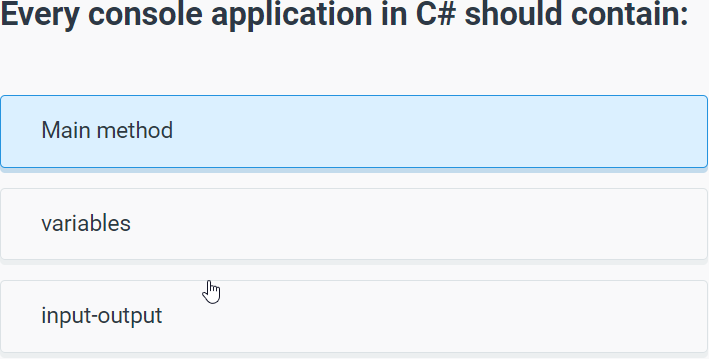 Every console application in C# should contain:
Main method
variables
input-output